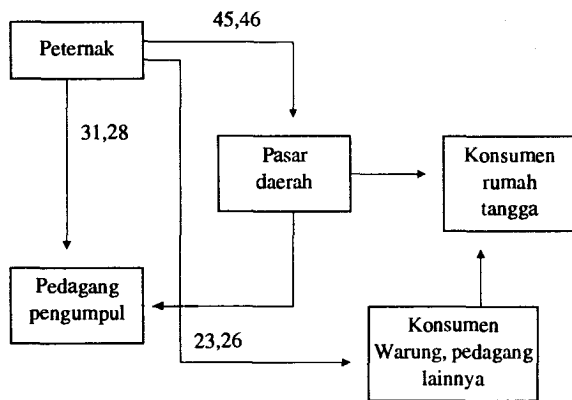 45,46
Peternak
31,28
Pasar
daerah
Konsumen
rumah
tangga
Pedagang
pengumpul
23,26
Konsumen
Warung, pedagang
lainnya